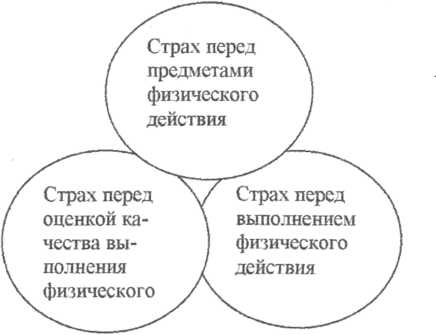 Страх перед
предметами
физического
действия
Страх перед
оценкой ка-
чества вы-
полнения
физического
Страх перед
выполнением
физического
действия